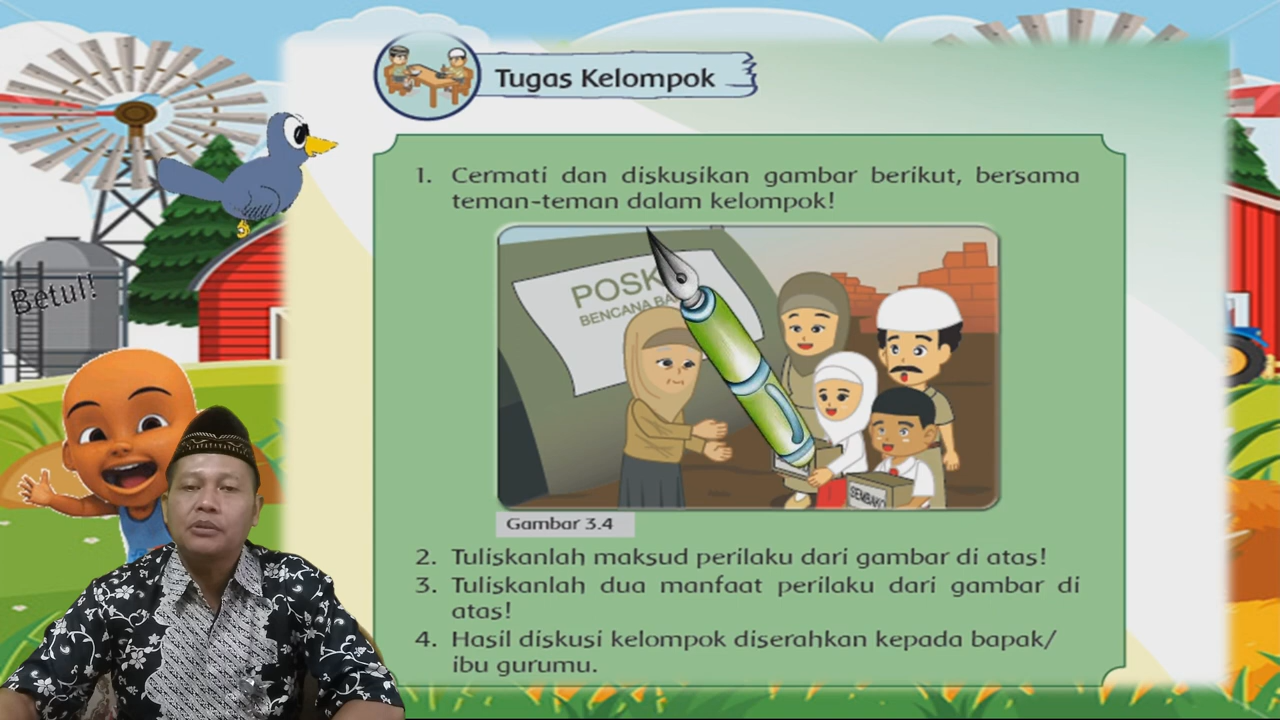 Tugas Kelompok
1. Cermati dan diskusikan gambar berikut, bersama
teman-teman dalam kelompok!
BENCANA
SEMBAKO
Gambar 3.4
2. Tuliskanlah maksud perilaku dari gambar di atas!
3. Tuliskanlah dua manfaat perilaku dari gambar di
atas!
4. Hasil diskusi kelompok diserahkan kepada bapak/
ibu gurumu.
Betul!